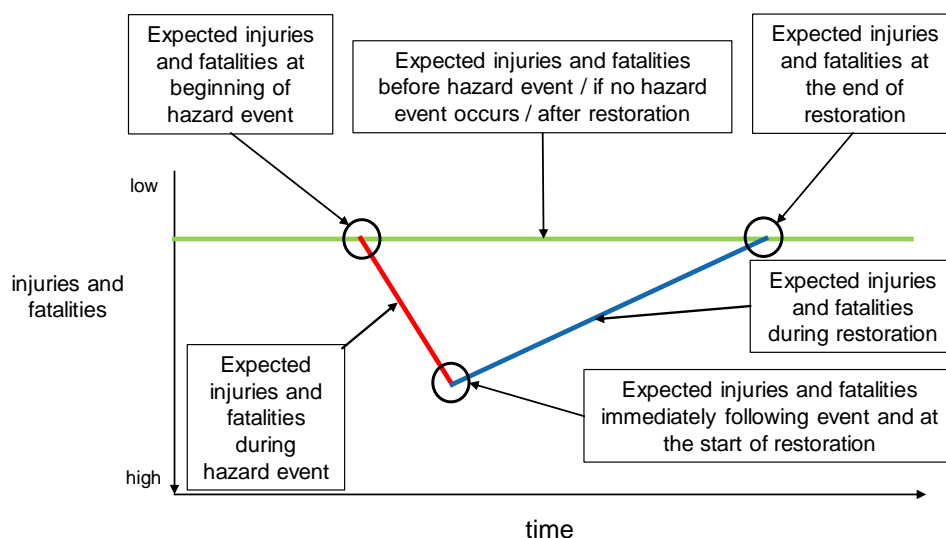 Expected injuries
and fatalities at
beginning of
hazard event
Expected injuries and fatalities
before hazard event / if no hazard
event occurs / after restoration
Expected injuries
and fatalities at
the end of
restoration
low
injuries and
fatalities
Expected injuries
and fatalities
during restoration
Expected
injuries and
fatalities
during
hazard event
Expected injuries and fatalities
immediately following event and at
the start of restoration
high
time